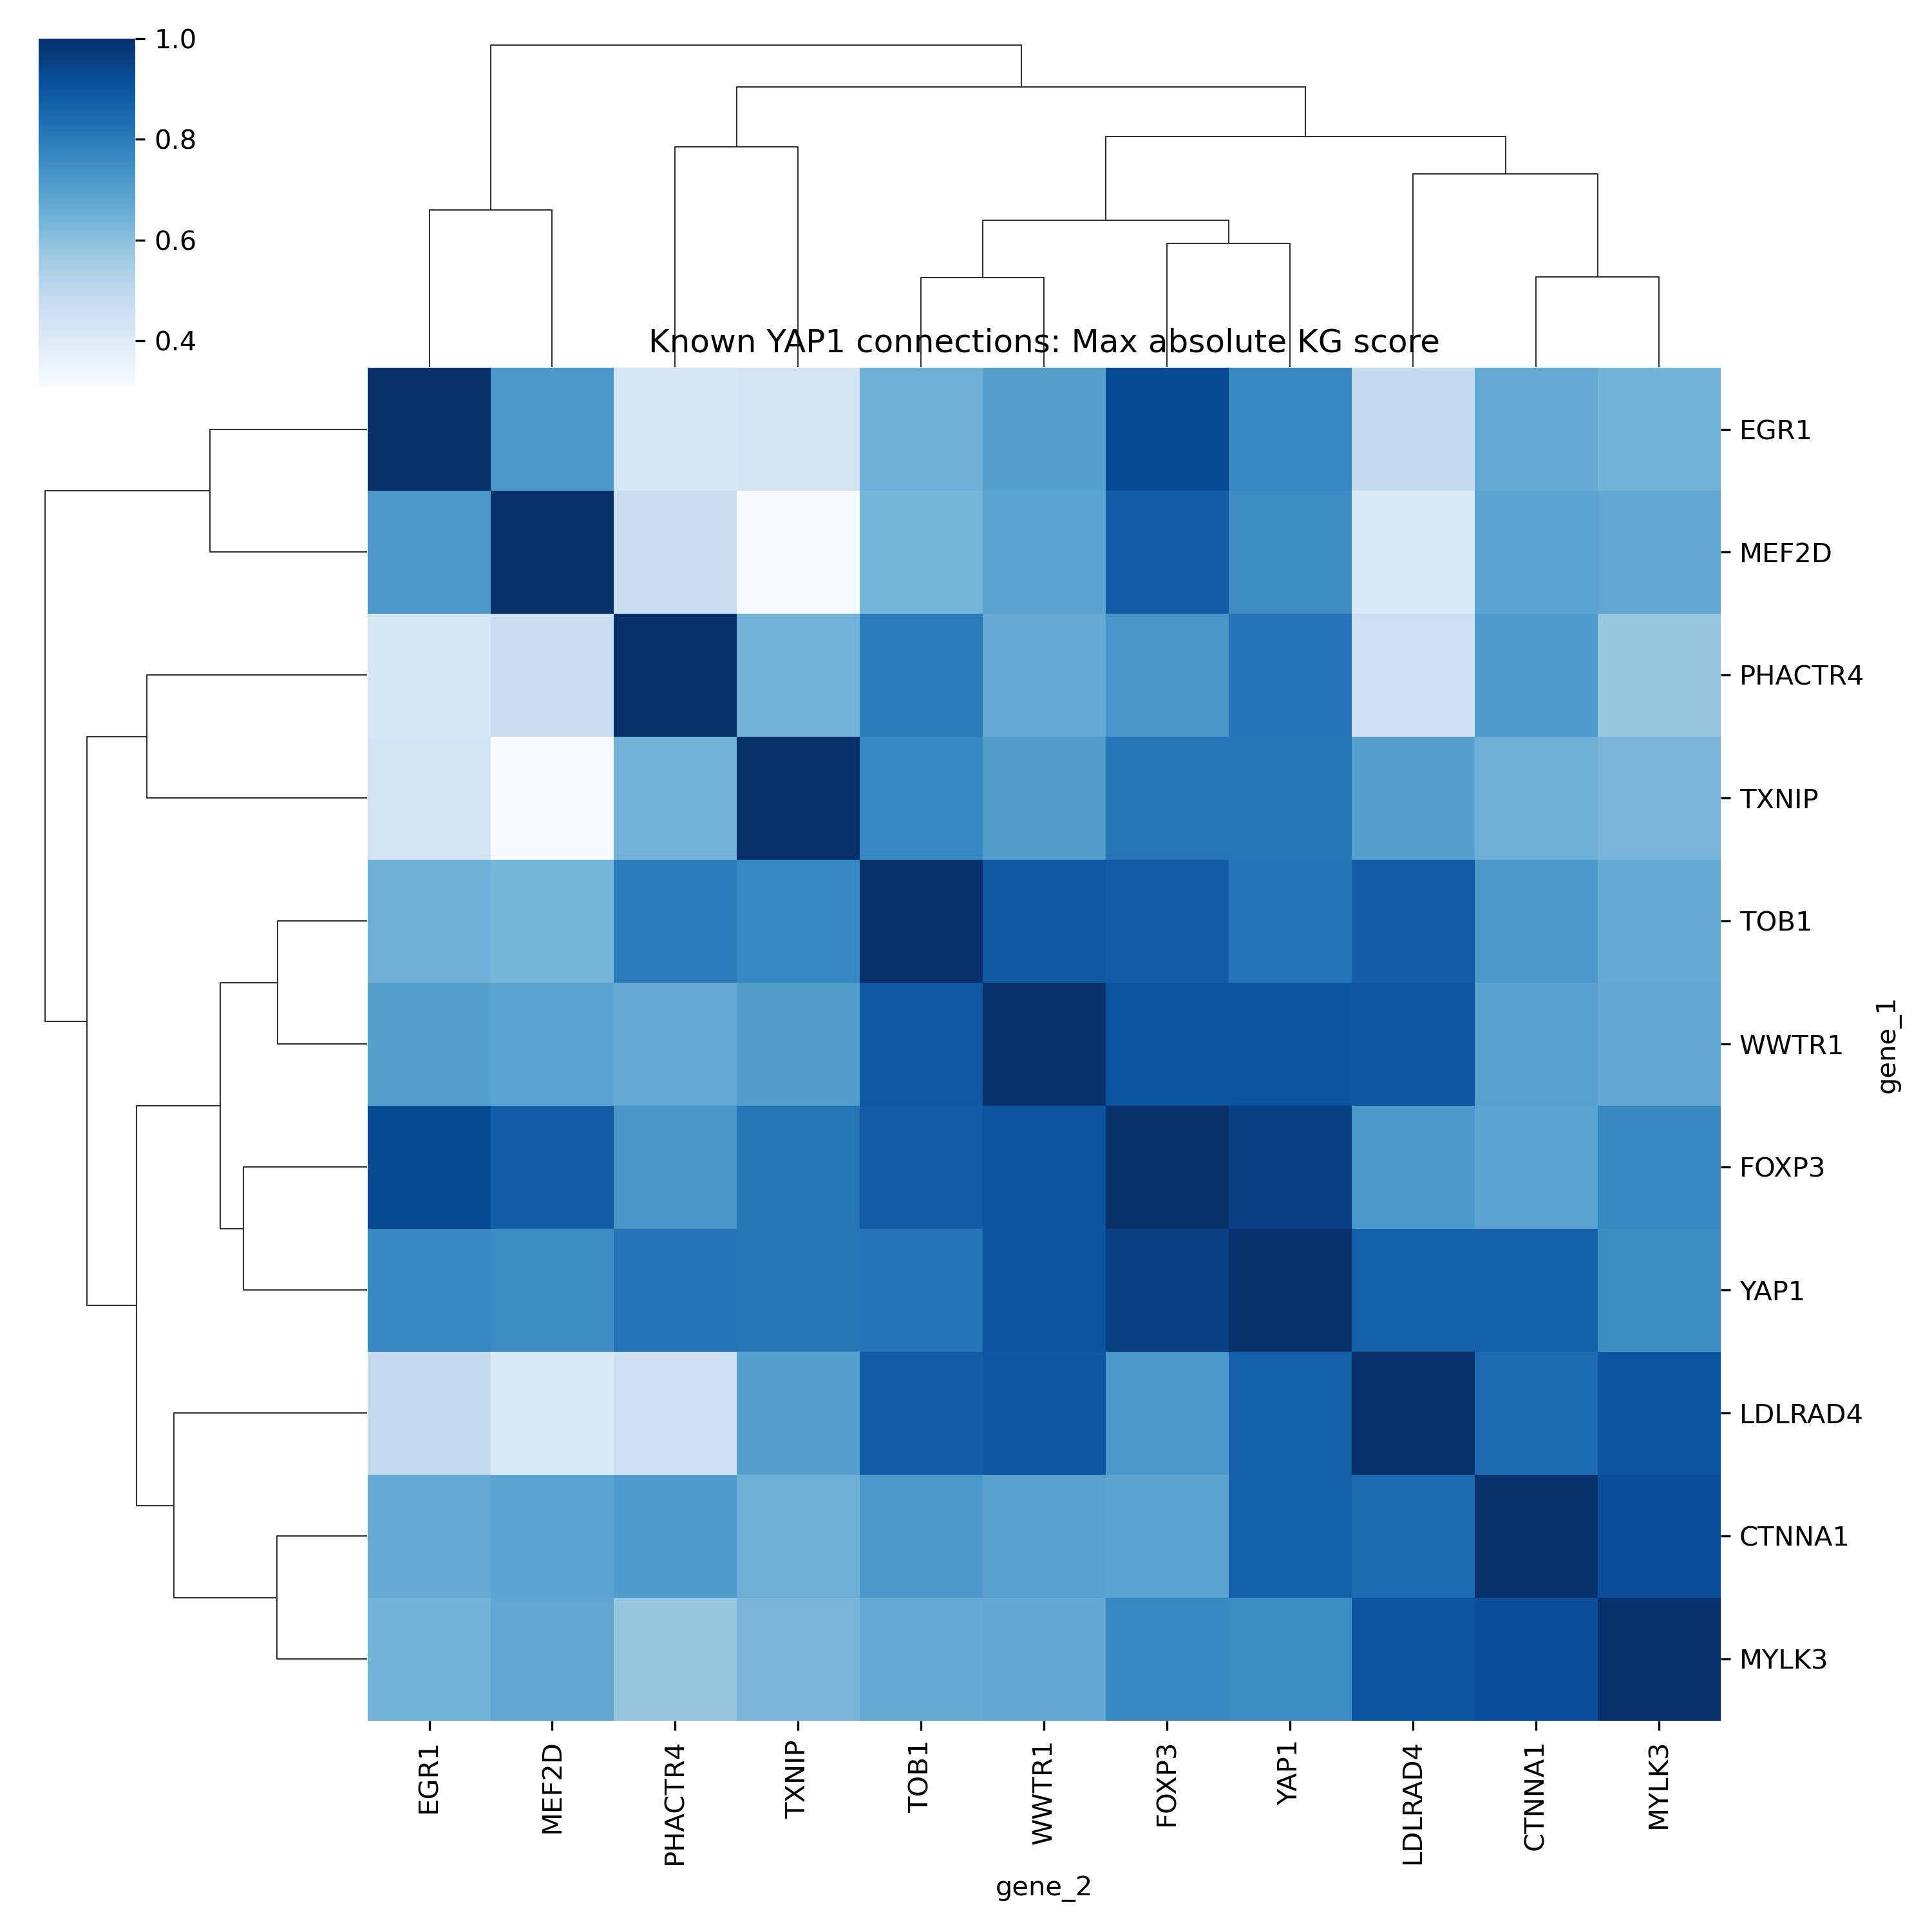 1.0
0.8
0.6
0.4
Known YAP1 connections: Max absolute KG score
EGR1
MEF2D
PHACTR4
TXNIP
TOB1
WWTR1
FOXP3
YAP1
LDLRAD4
CTNNA1
MYLK3
gene_1
EGR1
MEF2D
PHACTR4
TXNIP
TOB1
WWTR1
FOXP3
YAP1
LDLRAD4
CTNNA1
MYLK3
gene_2